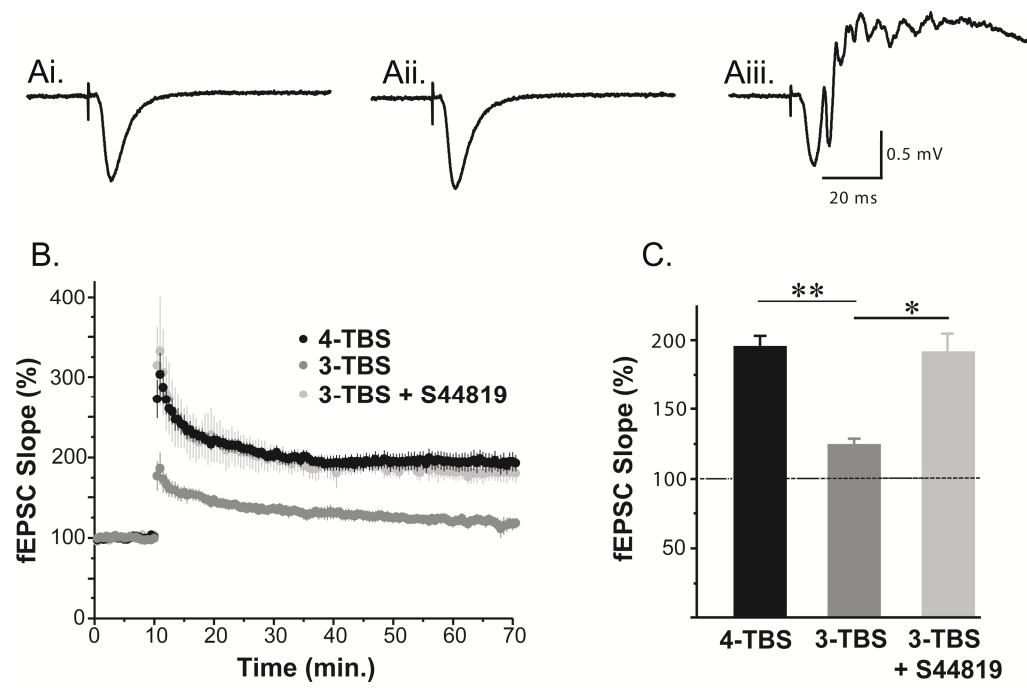 Ai.
Aii.
Aiii.
0.5 mV
20 ms
B.
fEPSC Slope (%)
400
300
200
100
0
4-TBS
3-TBS
3-TBS + S44819
0 10 20 30 40 50 60 70
Time (min.)
C.
fEPSC Slope (%)
200
150
100
50
**
*
4-TBS 3-TBS 3-TBS
+ S44819